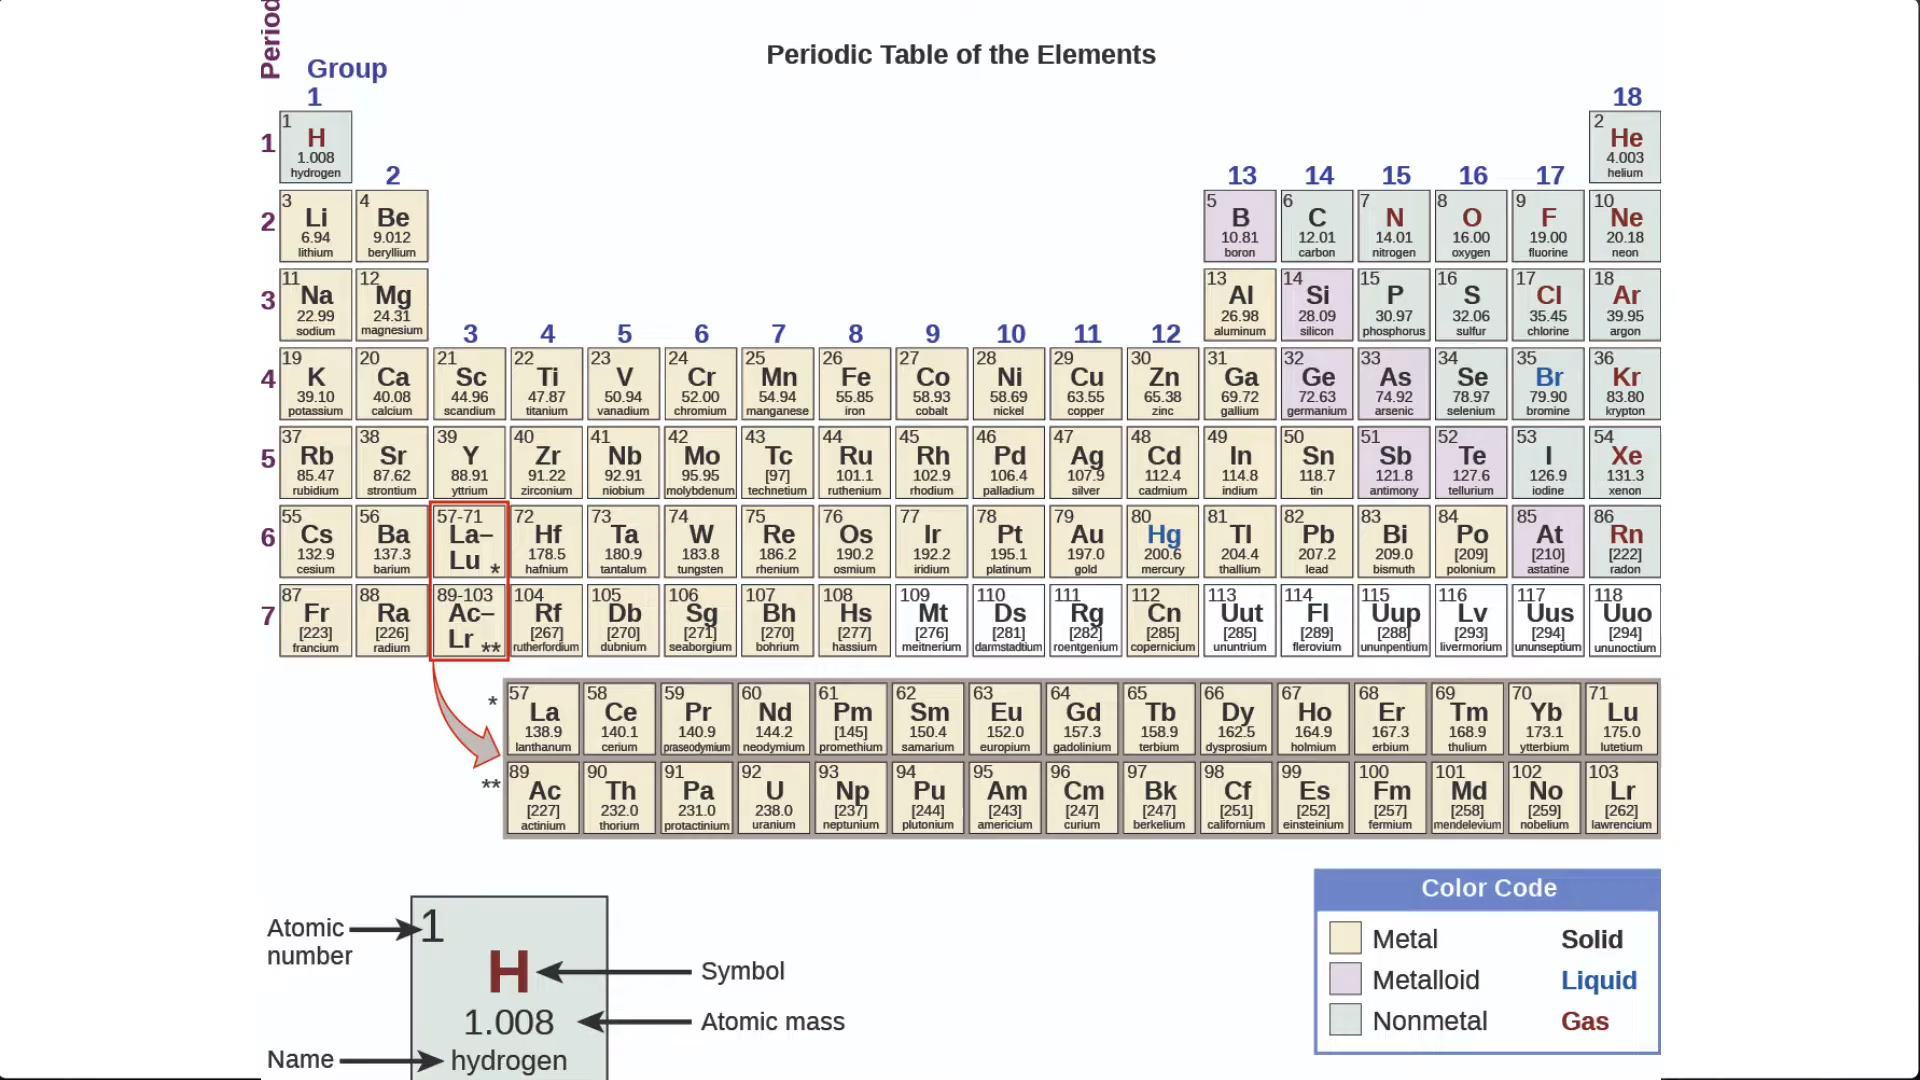 Period
Periodic Table of the Elements
Group
1 18
1 1 H 1.008 hydrogen 2 He 4.003 helium
2 13 14 15 16 17
2 3 Li 6.94 lithium 4 Be 9.012 beryllium 5 B 10.81 boron 6 C 12.01 carbon 7 N 14.01 nitrogen 8 O 16.00 oxygen 9 F 19.00 fluorine 10 Ne 20.18 neon
3 11 Na 22.99 sodium 12 Mg 24.31 magnesium 13 Al 26.98 aluminum 14 Si 28.09 silicon 15 P 30.97 phosphorus 16 S 32.06 sulfur 17 Cl 35.45 chlorine 18 Ar 39.95 argon
3 4 5 6 7 8 9 10 11 12
4 19 K 39.10 potassium 20 Ca 40.08 calcium 21 Sc 44.96 scandium 22 Ti 47.87 titanium 23 V 50.94 vanadium 24 Cr 52.00 chromium 25 Mn 54.94 manganese 26 Fe 55.85 iron 27 Co 58.93 cobalt 28 Ni 58.69 nickel 29 Cu 63.55 copper 30 Zn 65.38 zinc 31 Ga 69.72 gallium 32 Ge 72.63 germanium 33 As 74.92 arsenic 34 Se 78.97 selenium 35 Br 79.90 bromine 36 Kr 83.80 krypton
5 37 Rb 85.47 rubidium 38 Sr 87.62 strontium 39 Y 88.91 yttrium 40 Zr 91.22 zirconium 41 Nb 92.91 niobium 42 Mo 95.95 molybdenum 43 Tc [97] technetium 44 Ru 101.1 ruthenium 45 Rh 102.9 rhodium 46 Pd 106.4 palladium 47 Ag 107.9 silver 48 Cd 112.4 cadmium 49 In 114.8 indium 50 Sn 118.7 tin 51 Sb 121.8 antimony 52 Te 127.6 tellurium 53 I 126.9 iodine 54 Xe 131.3 xenon
6 55 Cs 132.9 cesium 56 Ba 137.3 barium 57-71 La–Lu * 72 Hf 178.5 hafnium 73 Ta 180.9 tantalum 74 W 183.8 tungsten 75 Re 186.2 rhenium 76 Os 190.2 osmium 77 Ir 192.2 iridium 78 Pt 195.1 platinum 79 Au 197.0 gold 80 Hg 200.6 mercury 81 Tl 204.4 thallium 82 Pb 207.2 lead 83 Bi 209.0 bismuth 84 Po [209] polonium 85 At [210] astatine 86 Rn [222] radon
7 87 Fr [223] francium 88 Ra [226] radium 89-103 Ac–Lr ** 104 Rf [267] rutherfordium 105 Db [270] dubnium 106 Sg [271] seaborgium 107 Bh [270] bohrium 108 Hs [277] hassium 109 Mt [276] meitnerium 110 Ds [281] darmstadtium 111 Rg [282] roentgenium 112 Cn [285] copernicium 113 Uut [285] ununtrium 114 Fl [289] flerovium 115 Uup [288] ununpentium 116 Lv [293] livermorium 117 Uus [294] ununseptium 118 Uuo [294] ununoctium
* 57 La 138.9 lanthanum 58 Ce 140.1 cerium 59 Pr 140.9 praseodymium 60 Nd 144.2 neodymium 61 Pm [145] promethium 62 Sm 150.4 samarium 63 Eu 152.0 europium 64 Gd 157.3 gadolinium 65 Tb 158.9 terbium 66 Dy 162.5 dysprosium 67 Ho 164.9 holmium 68 Er 167.3 erbium 69 Tm 168.9 thulium 70 Yb 173.1 ytterbium 71 Lu 175.0 lutetium
** 89 Ac [227] actinium 90 Th 232.0 thorium 91 Pa 231.0 protactinium 92 U 238.0 uranium 93 Np [237] neptunium 94 Pu [244] plutonium 95 Am [243] americium 96 Cm [247] curium 97 Bk [247] berkelium 98 Cf [251] californium 99 Es [252] einsteinium 100 Fm [257] fermium 101 Md [258] mendelevium 102 No [259] nobelium 103 Lr [262] lawrencium
Atomic number
1
H
Symbol
1.008
Atomic mass
Name
hydrogen
Color Code
Metal Solid
Metalloid Liquid
Nonmetal Gas